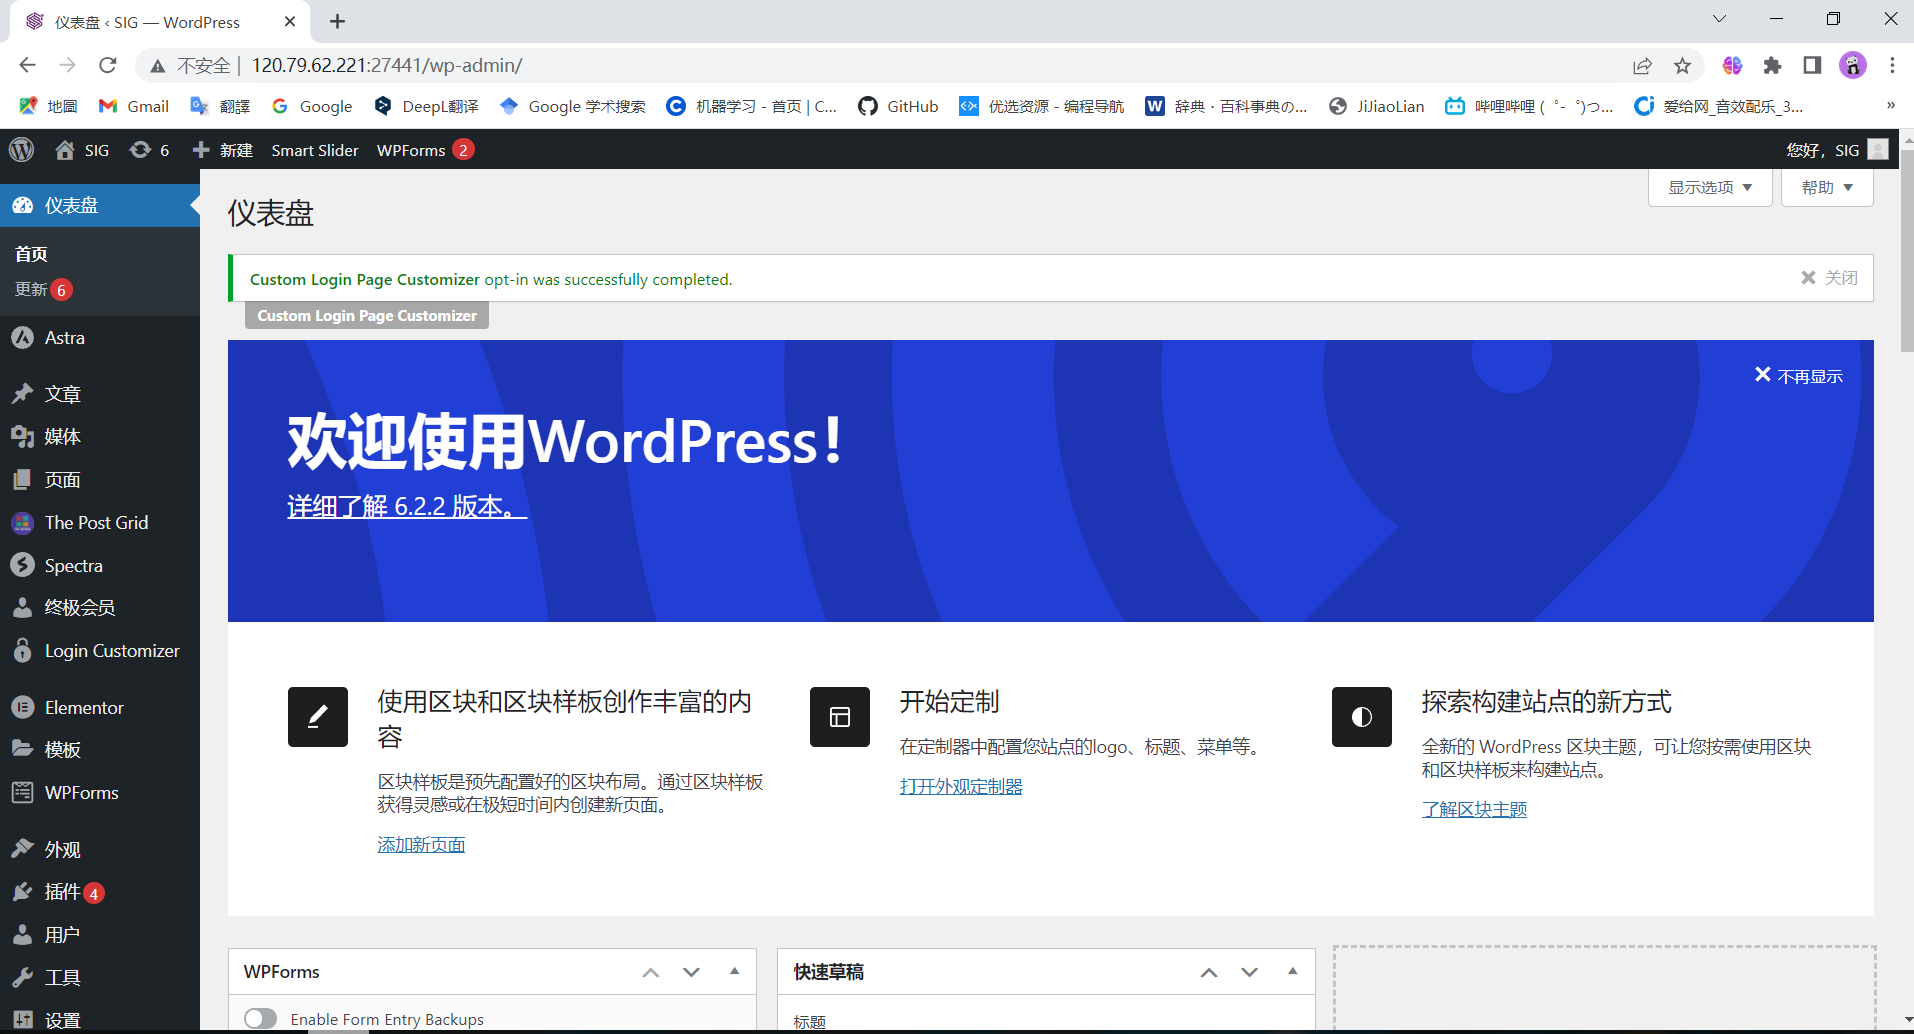 仪表盘 ‹ SIG — WordPress
不安全 | 120.79.62.221:27441/wp-admin/
地圖 Gmail 翻譯 Google DeepL翻译 Google 学术搜索 机器学习 - 首页 | C... GitHub 优选资源 - 编程导航 辞典・百科事典の... JiJiaoLian 哔哩哔哩 (゜-゜)つ... 爱给网_音效配乐_3... »
SIG 6 新建 Smart Slider WPForms 2 您好，SIG
显示选项 帮助
仪表盘
首页
更新 6
Astra
文章
媒体
页面
The Post Grid
Spectra
终极会员
Login Customizer
Elementor
模板
WPForms
外观
插件 4
用户
工具
设置
仪表盘
Custom Login Page Customizer opt-in was successfully completed.
关闭
Custom Login Page Customizer
不再显示
欢迎使用WordPress！
详细了解 6.2.2 版本。
使用区块和区块样板创作丰富的内
容
区块样板是预先配置好的区块布局。通过区块样板
获得灵感或在极短时间内创建新页面。
添加新页面
开始定制
在定制器中配置您站点的logo、标题、菜单等。
打开外观定制器
探索构建站点的新方式
全新的 WordPress 区块主题，可让您按需使用区块
和区块样板来构建站点。
了解区块主题
WPForms
Enable Form Entry Backups
快速草稿
标题